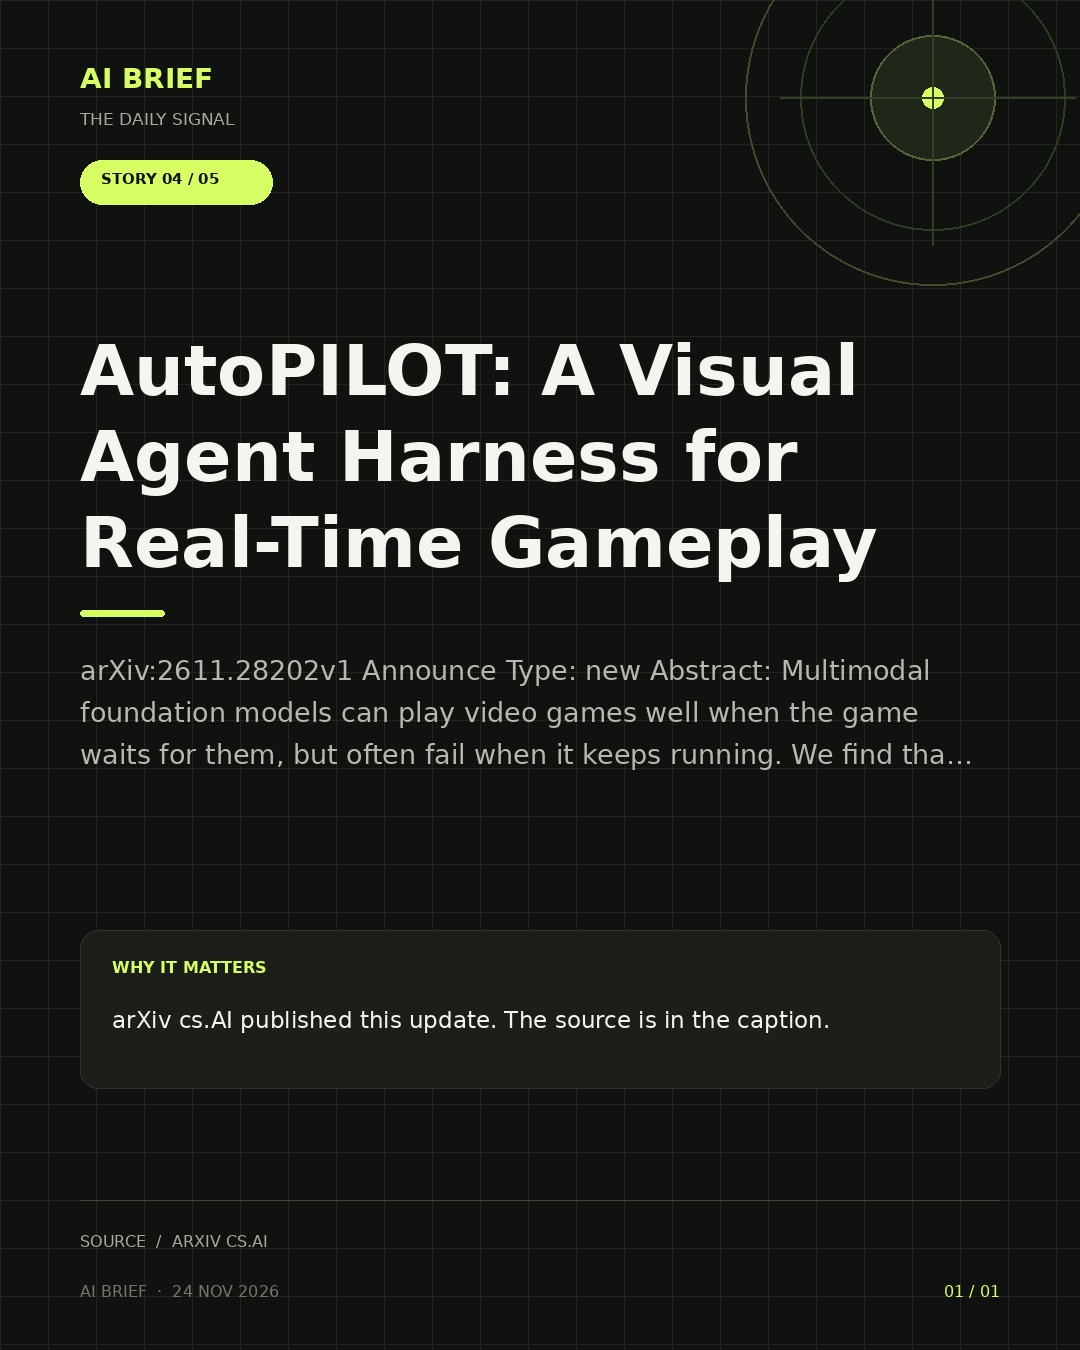 AI BRIEF
THE DAILY SIGNAL
STORY 04 / 05
AutoPILOT: A Visual
Agent Harness for
Real-Time Gameplay
arXiv:2611.28202v1 Announce Type: new Abstract: Multimodal
foundation models can play video games well when the game
waits for them, but often fail when it keeps running. We find tha...
WHY IT MATTERS
arXiv cs.AI published this update. The source is in the caption.
SOURCE / ARXIV CS.AI
AI BRIEF · 24 NOV 2026
01 / 01